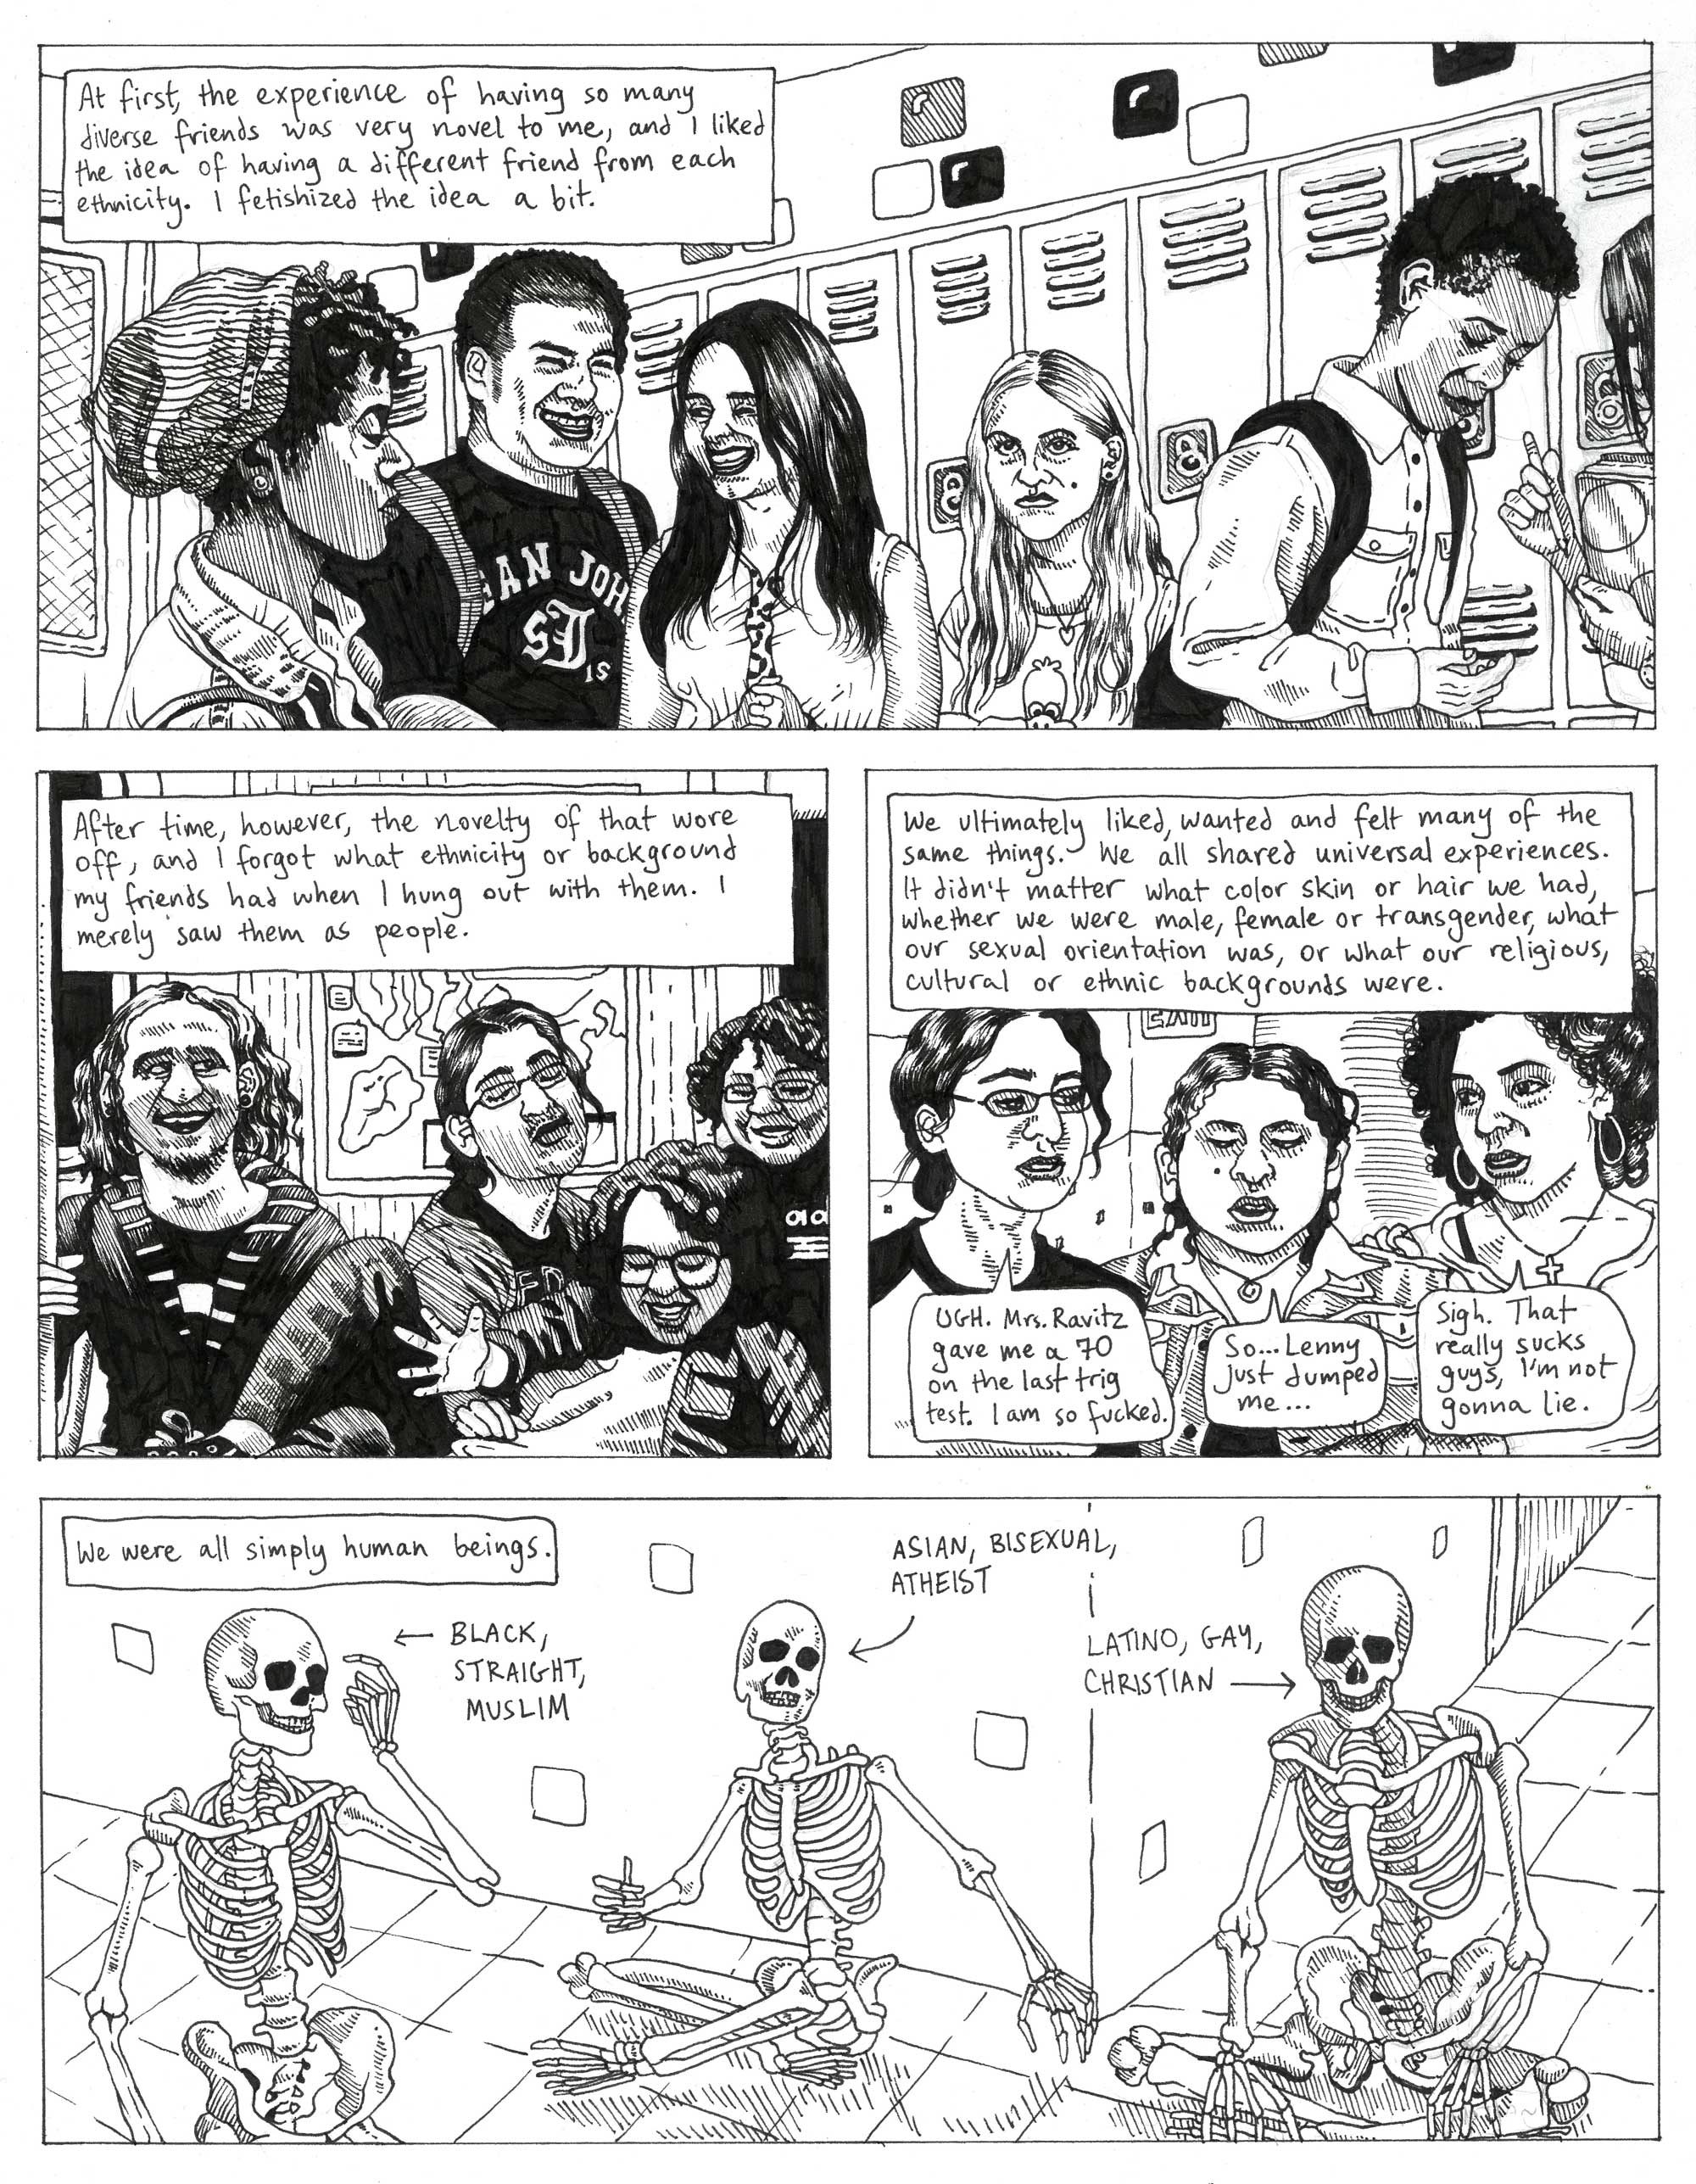 At first, the experience of having so many
diverse friends was very novel to me, and I liked
the idea of having a different friend from each
ethnicity. I fetishized the idea a bit.
EAN JOH
SJ
IS
After time, however, the novelty of that wore
off, and I forgot what ethnicity or background
my friends had when I hung out with them. I
merely saw them as people.
We ultimately liked, wanted and felt many of the
same things. We all shared universal experiences.
It didn't matter what color skin or hair we had,
whether we were male, female or transgender, what
our sexual orientation was, or what our religious,
cultural or ethnic backgrounds were.
EXIT
UGH. Mrs. Ravitz
gave me a 70
on the last trig
test. I am so fucked.
So... Lenny
just dumped
me...
Sigh. That
really sucks
guys, I'm not
gonna lie.
We were all simply human beings.
← BLACK,
STRAIGHT,
MUSLIM
ASIAN, BISEXUAL,
ATHEIST
LATINO, GAY,
CHRISTIAN →